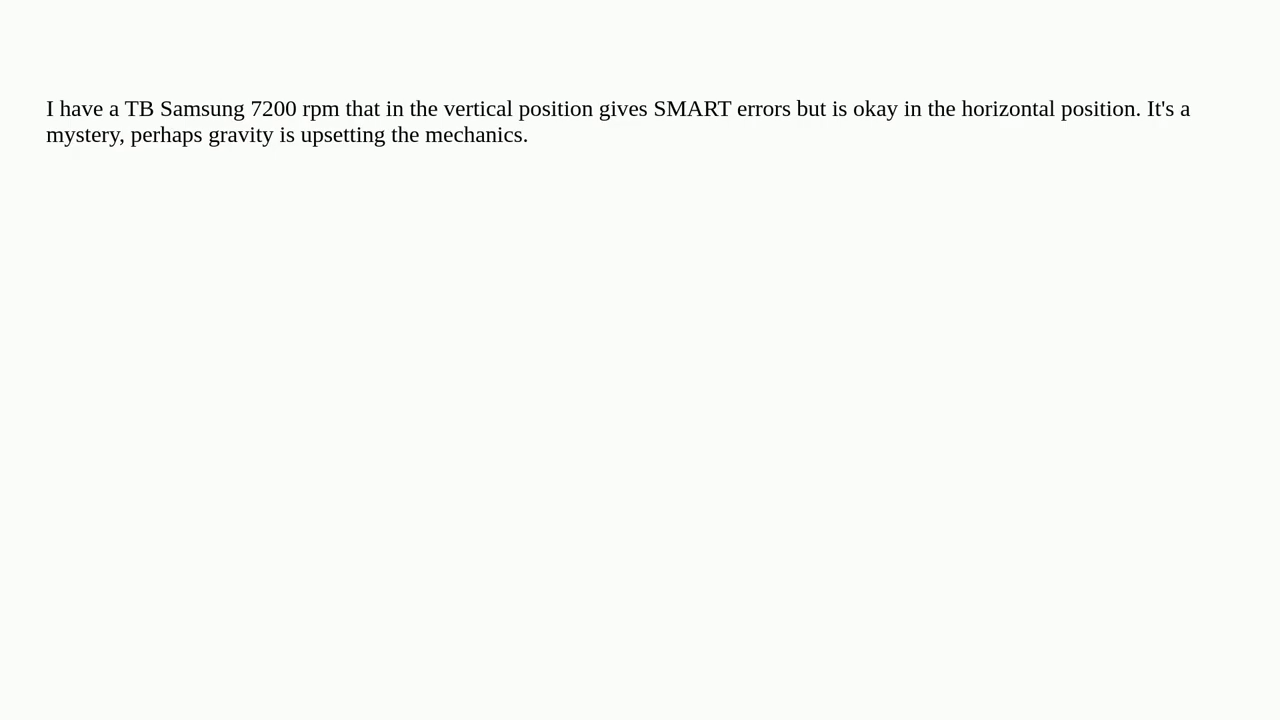 I have a TB Samsung 7200 rpm that in the vertical position gives SMART errors but is okay in the horizontal position. It's a
mystery, perhaps gravity is upsetting the mechanics.